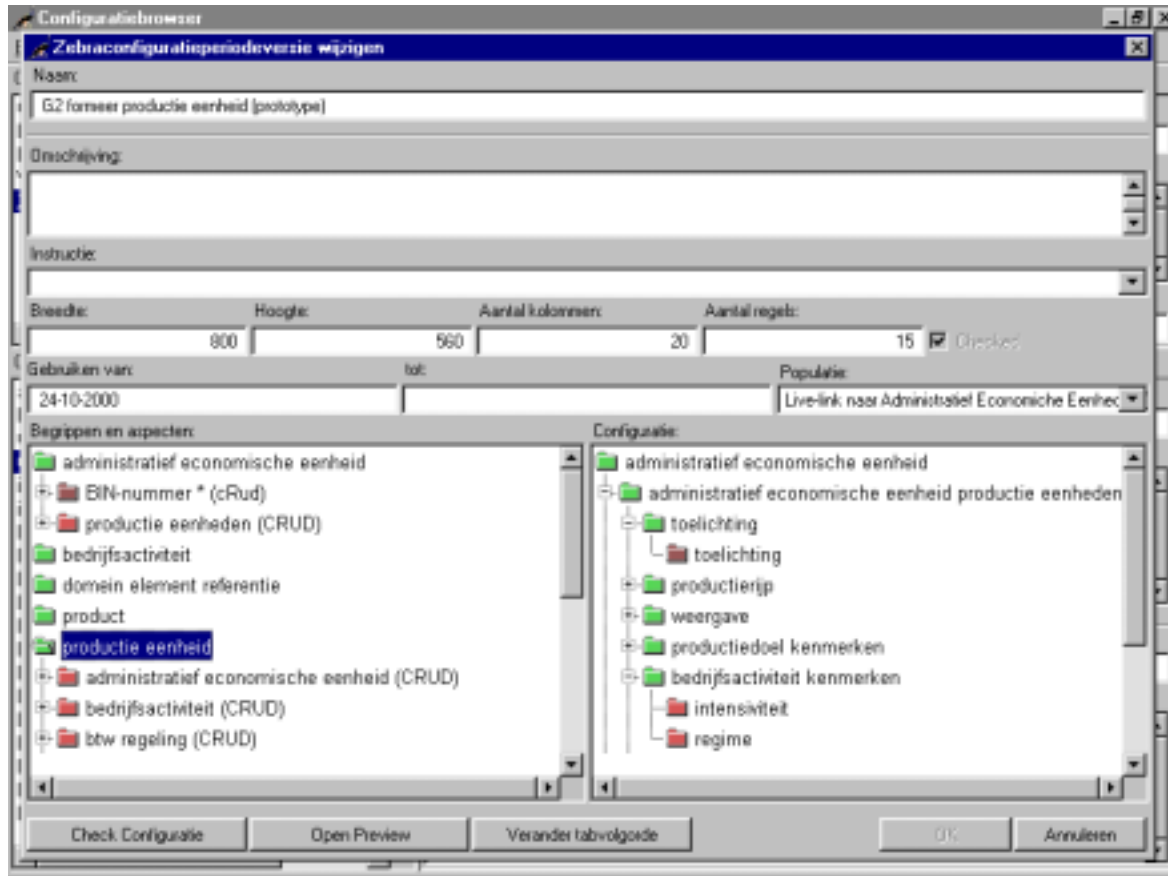 Configuratiebrowser
Zebraconfiguratieperiodeversie wijzigen
Naam:
G2 formeer productie eenheid (prototype)
Omschrijving:
Instructie:
Breedte: Hoogte: Aantal kolommen: Aantal regels:
800 560 20 15 Checked
Gebruiken van: tot: Populatie:
24-10-2000 Live-link naar Administratief Economiche Eenhed
Begrippen en aspecten: Configuratie:
administratief economische eenheid
BIN-nummer * (cRud)
productie eenheden (CRUD)
bedrijfsactiviteit
domein element referentie
product
productie eenheid
administratief economische eenheid (CRUD)
bedrijfsactiviteit (CRUD)
btw regeling (CRUD)
administratief economische eenheid
administratief economische eenheid productie eenheden
toelichting
toelichting
productierijp
weergave
productiedoel kenmerken
bedrijfsactiviteit kenmerken
intensiviteit
regime
Check Configuratie Open Preview Verander tabvolgorde OK Annuleren